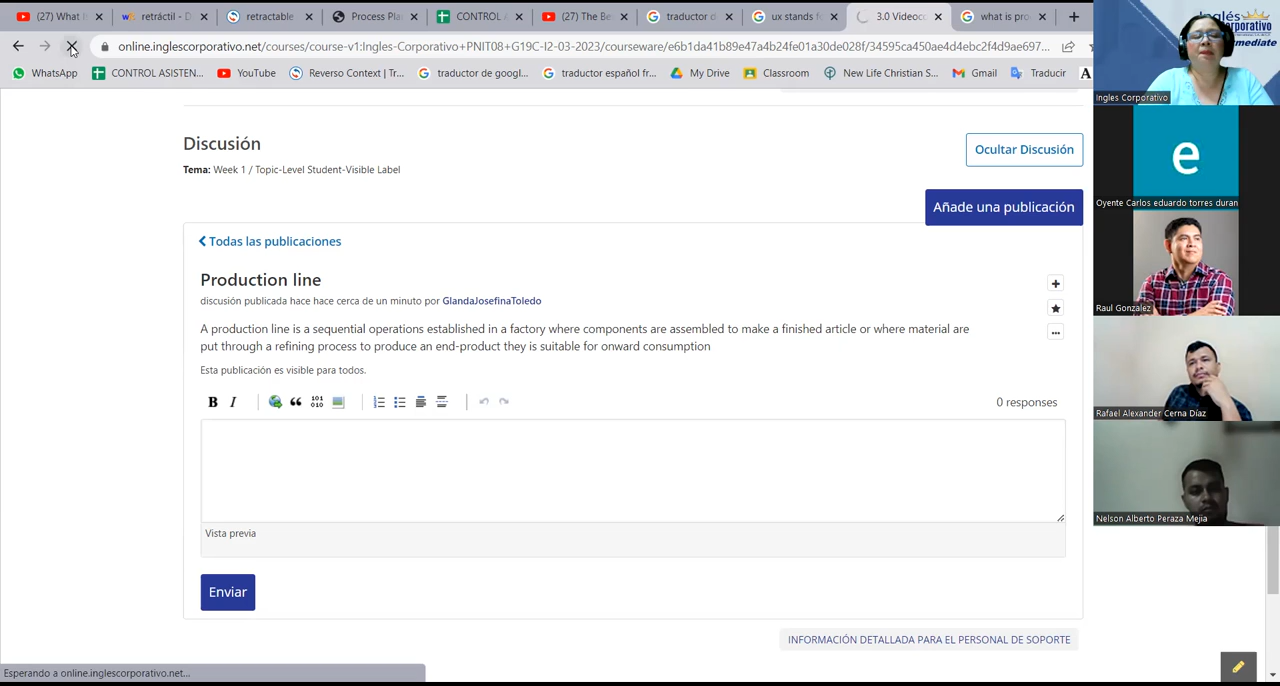 (27) What I
retráctil - D
retractable
Process Pla
CONTROL A
(27) The Be
traductor d
ux stands f
3.0 Videoc
what is pro
online.inglescorporativo.net/courses/course-v1:Ingles-Corporativo+PNIT08+G19C-I2-03-2023/courseware/e6b1da41b89e47a4b24fe01a30de028f/34595ca450ae4d4ebc2f4d9ae697...
WhatsApp
CONTROL ASISTEN...
YouTube
Reverso Context | Tr...
traductor de googl...
traductor español fr...
My Drive
Classroom
New Life Christian S...
Gmail
Traducir
Discusión
Ocultar Discusión
Tema: Week 1 / Topic-Level Student-Visible Label
Añade una publicación
Todas las publicaciones
Production line
discusión publicada hace hace cerca de un minuto por GlandaJosefinaToledo
A production line is a sequential operations established in a factory where components are assembled to make a finished article or where material are
put through a refining process to produce an end-product they is suitable for onward consumption
Esta publicación es visible para todos.
B I
0 responses
Vista previa
Enviar
INFORMACIÓN DETALLADA PARA EL PERSONAL DE SOPORTE
Esperando a online.inglescorporativo.net...
Ingles Corporativo
e
Oyente Carlos eduardo torres duran
Raul Gonzalez
Rafael Alexander Cerna Díaz
Nelson Alberto Peraza Mejia